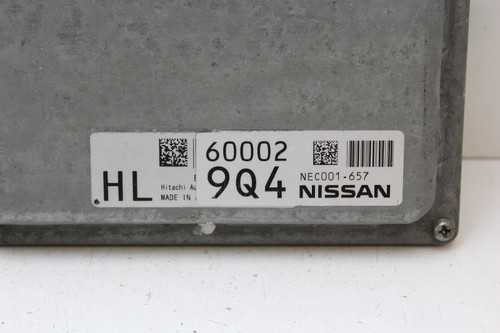 60002
NEC001-657
HL
Hitachi Au
9Q4
NISSAN
MADE IN